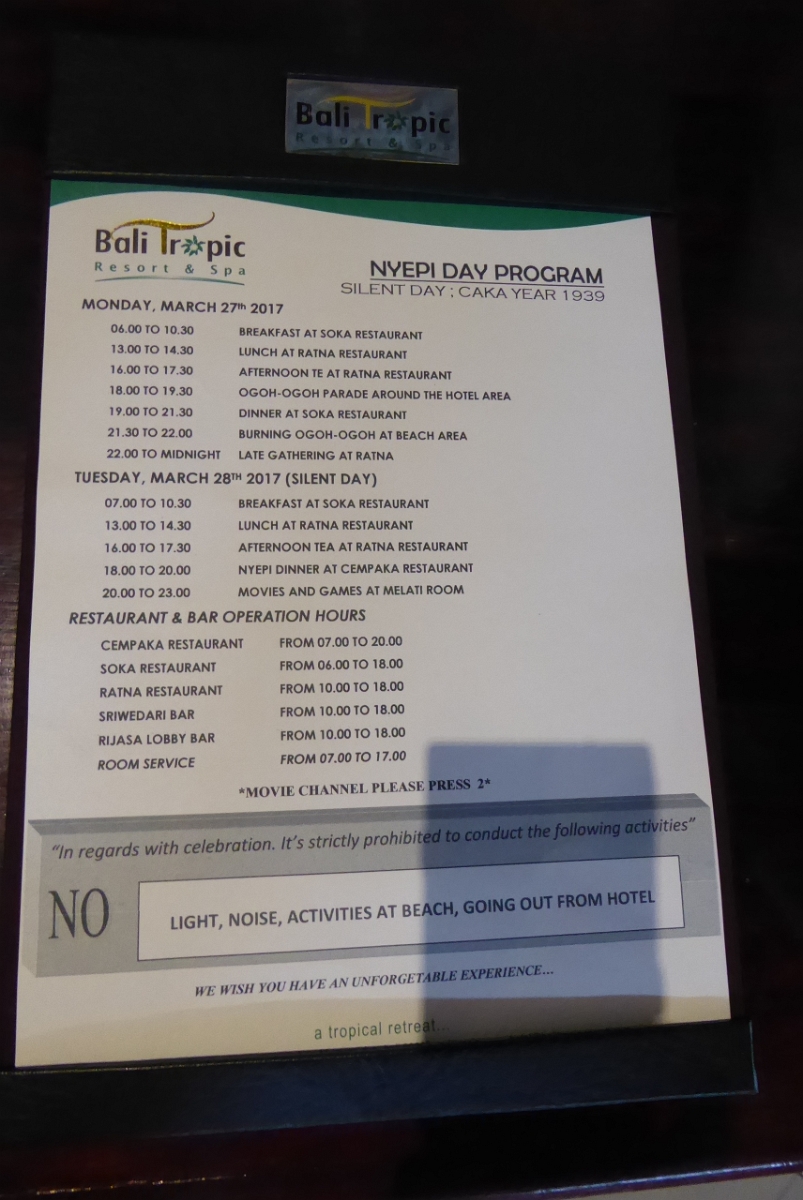 Bali Tropic
Resort & Spa
Bali Tropic
Resort & Spa
NYEPI DAY PROGRAM
SILENT DAY ; CAKA YEAR 1939
MONDAY, MARCH 27th 2017
06.00 TO 10.30 BREAKFAST AT SOKA RESTAURANT
13.00 TO 14.30 LUNCH AT RATNA RESTAURANT
16.00 TO 17.30 AFTERNOON TE AT RATNA RESTAURANT
18.00 TO 19.30 OGOH-OGOH PARADE AROUND THE HOTEL AREA
19.00 TO 21.30 DINNER AT SOKA RESTAURANT
21.30 TO 22.00 BURNING OGOH-OGOH AT BEACH AREA
22.00 TO MIDNIGHT LATE GATHERING AT RATNA
TUESDAY, MARCH 28TH 2017 (SILENT DAY)
07.00 TO 10.30 BREAKFAST AT SOKA RESTAURANT
13.00 TO 14.30 LUNCH AT RATNA RESTAURANT
16.00 TO 17.30 AFTERNOON TEA AT RATNA RESTAURANT
18.00 TO 20.00 NYEPI DINNER AT CEMPAKA RESTAURANT
20.00 TO 23.00 MOVIES AND GAMES AT MELATI ROOM
RESTAURANT & BAR OPERATION HOURS
CEMPAKA RESTAURANT FROM 07.00 TO 20.00
SOKA RESTAURANT FROM 06.00 TO 18.00
RATNA RESTAURANT FROM 10.00 TO 18.00
SRIWEDARI BAR FROM 10.00 TO 18.00
RIJASA LOBBY BAR FROM 10.00 TO 18.00
ROOM SERVICE FROM 07.00 TO 17.00
*MOVIE CHANNEL PLEASE PRESS 2*
"In regards with celebration. It's strictly prohibited to conduct the following activities"
NO LIGHT, NOISE, ACTIVITIES AT BEACH, GOING OUT FROM HOTEL
WE WISH YOU HAVE AN UNFORGETABLE EXPERIENCE...
a tropical retreat...